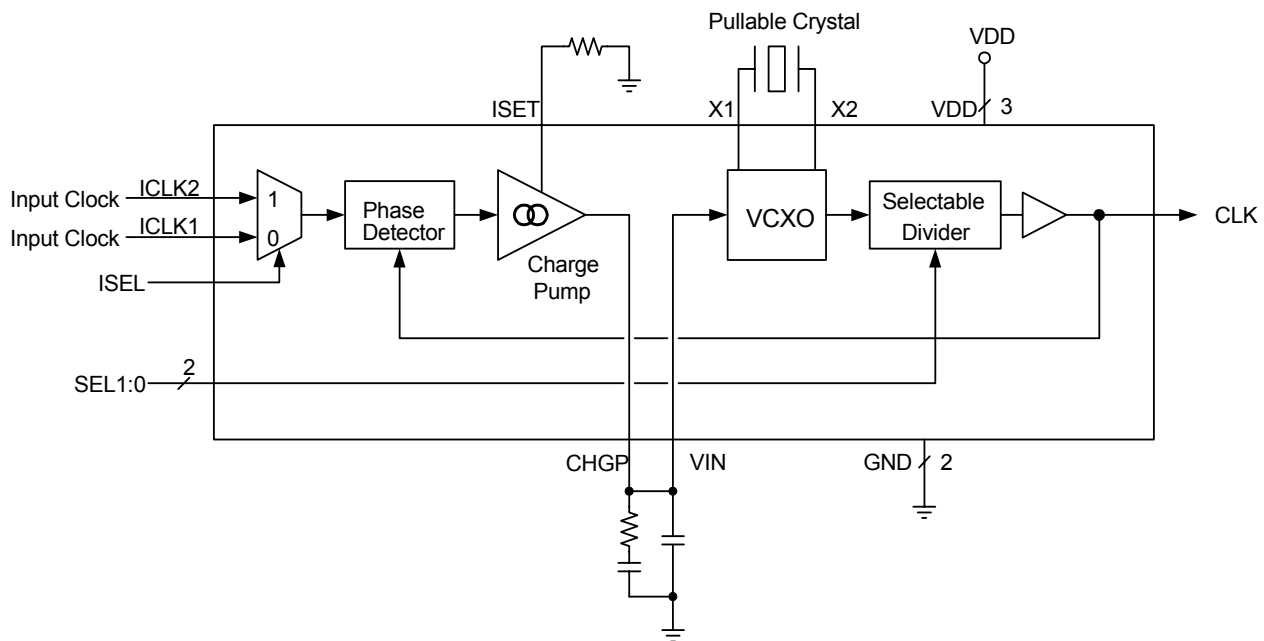 Pullable Crystal
VDD
ISET
X1
X2
VDD
3
Input Clock
ICLK2
1
Phase
Detector
VCXO
Selectable
Divider
CLK
Input Clock
ICLK1
0
Charge
Pump
ISEL
SEL1:0
2
CHGP
VIN
GND
2